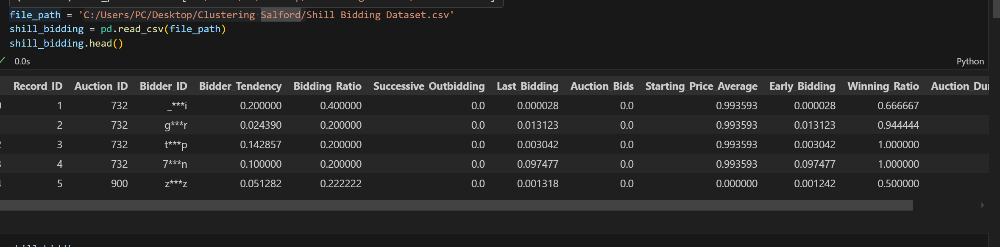 file_path = 'C:/Users/PC/Desktop/Clustering Salford/Shill Bidding Dataset.csv'
shill_bidding = pd.read_csv(file_path)
shill_bidding.head()
0.0s
Python
Record_ID Auction_ID Bidder_ID Bidder_Tendency Bidding_Ratio Successive_Outbidding Last_Bidding Auction_Bids Starting_Price_Average Early_Bidding Winning_Ratio
1 732 _***i 0.200000 0.400000 0.0 0.000028 0.0 0.993593 0.000028 0.666667
2 732 g***r 0.024390 0.200000 0.0 0.013123 0.0 0.993593 0.013123 0.944444
3 732 t***p 0.142857 0.200000 0.0 0.003042 0.0 0.993593 0.003042 1.000000
4 732 7***n 0.100000 0.200000 0.0 0.097477 0.0 0.993593 0.097477 1.000000
5 900 z***z 0.051282 0.222222 0.0 0.001318 0.0 0.000000 0.001242 0.500000